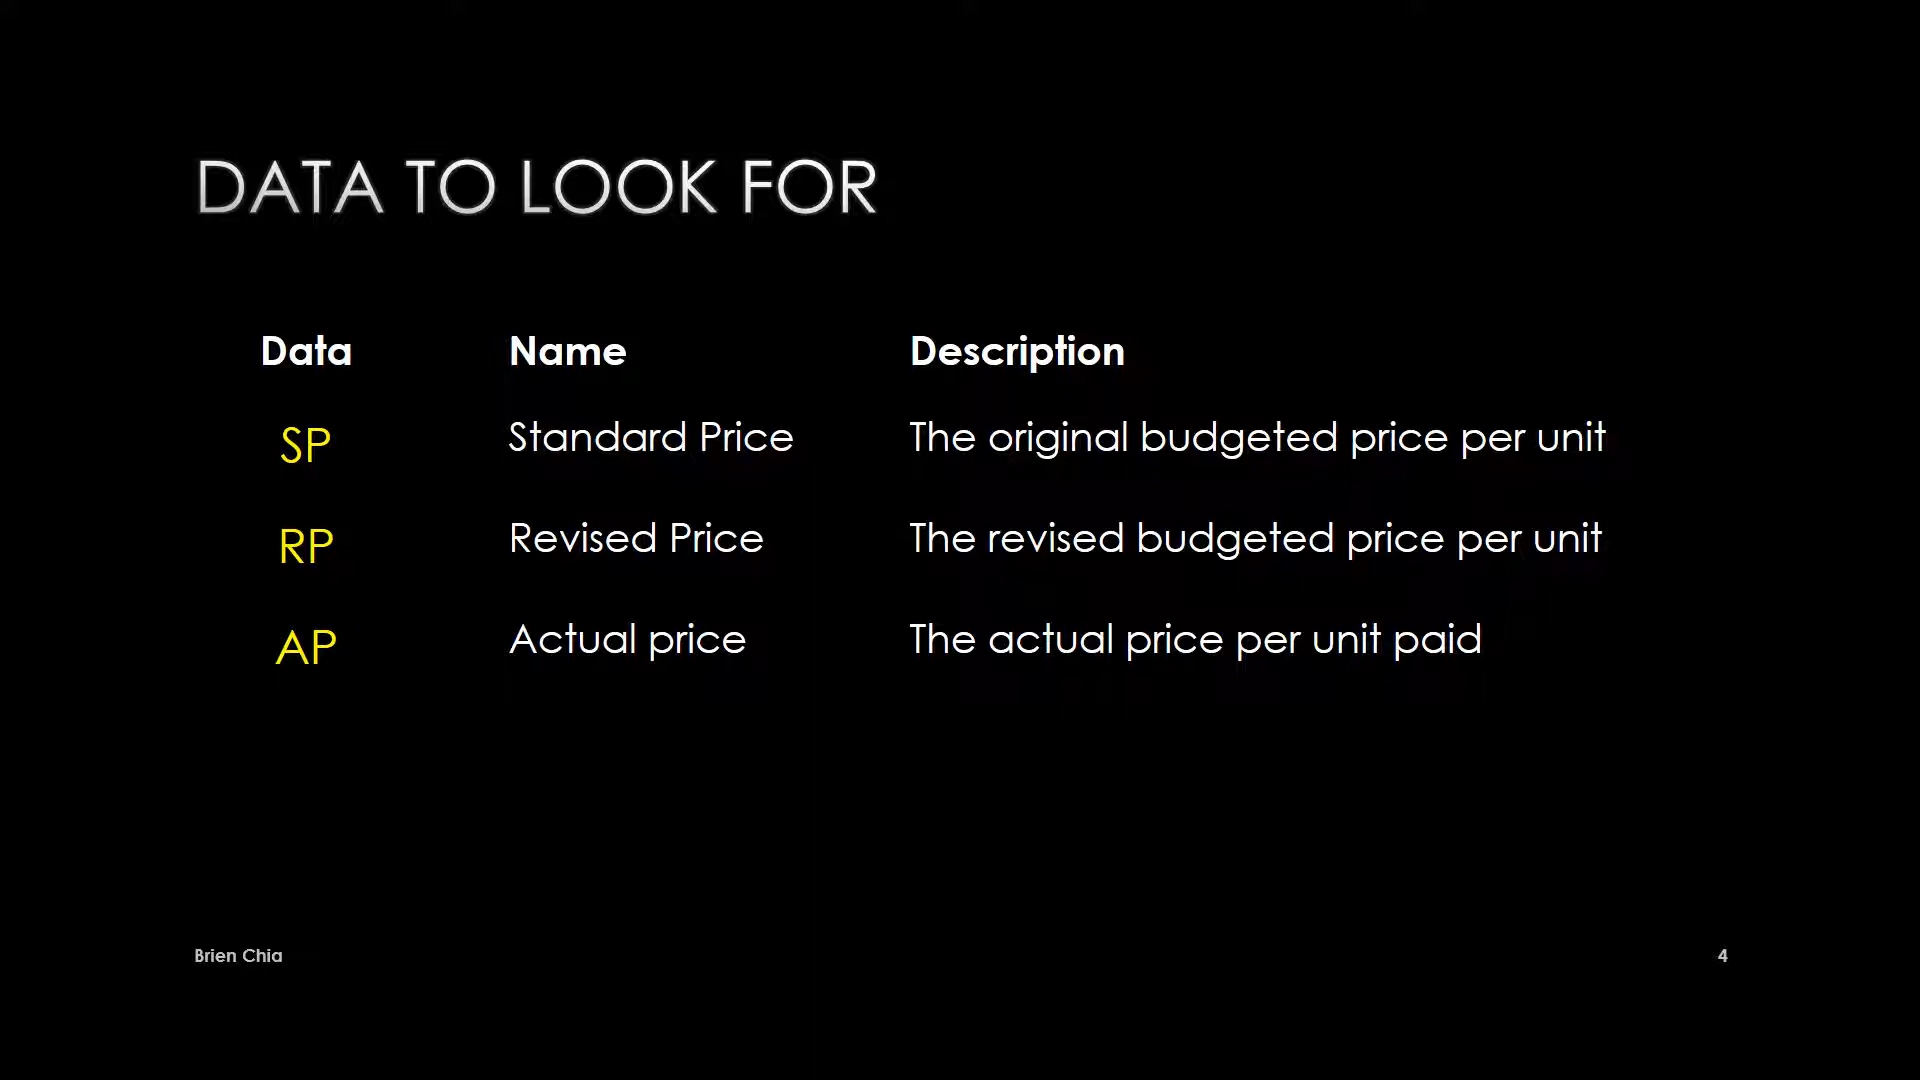 DATA TO LOOK FOR
Data Name Description
SP Standard Price The original budgeted price per unit
RP Revised Price The revised budgeted price per unit
AP Actual price The actual price per unit paid
Brien Chia 4